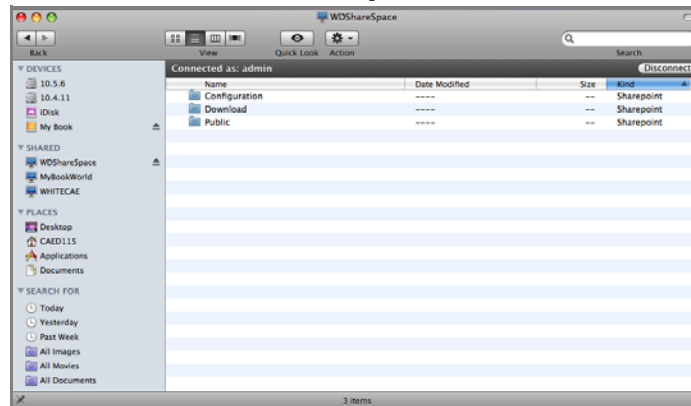 WDShareSpace
Back View Quick Look Action Search
DEVICES
10.5.6
10.4.11
iDisk
My Book
SHARED
WDShareSpace
MyBookWorld
WHITECAE
PLACES
Desktop
CAED115
Applications
Documents
SEARCH FOR
Today
Yesterday
Past Week
All Images
All Movies
All Documents
Connected as: admin Disconnect
Name Date Modified Size Kind
Configuration ---- -- Sharepoint
Download ---- -- Sharepoint
Public ---- -- Sharepoint
3 items